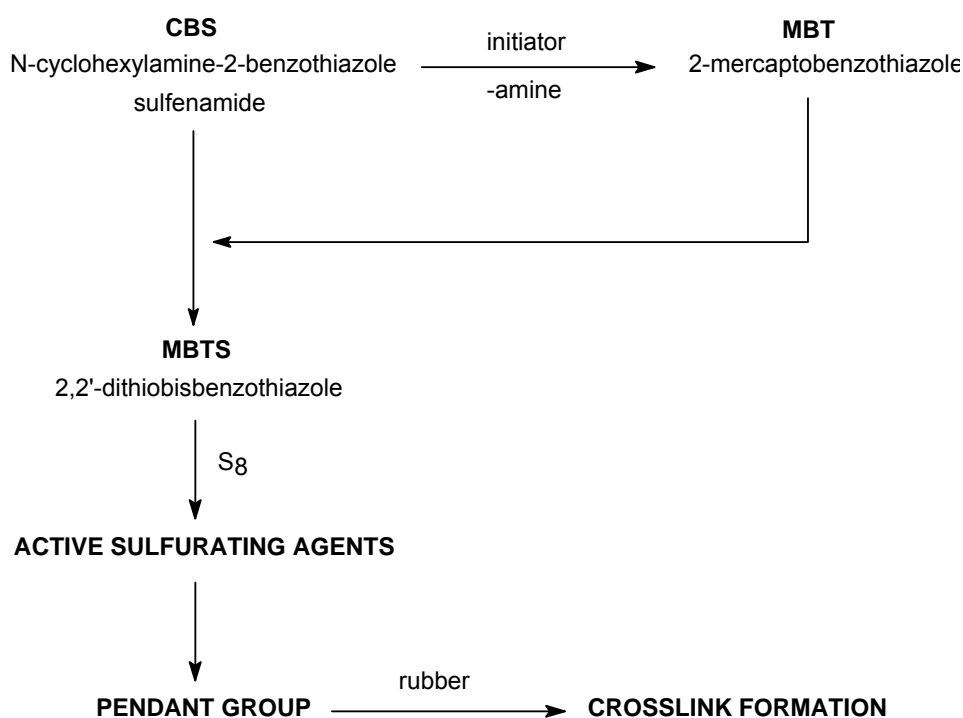 CBS
N-cyclohexylamine-2-benzothiazole
sulfenamide
initiator
-amine
MBT
2-mercaptobenzothiazole
MBTS
2,2'-dithiobisbenzothiazole
S8
ACTIVE SULFURATING AGENTS
PENDANT GROUP
rubber
CROSSLINK FORMATION